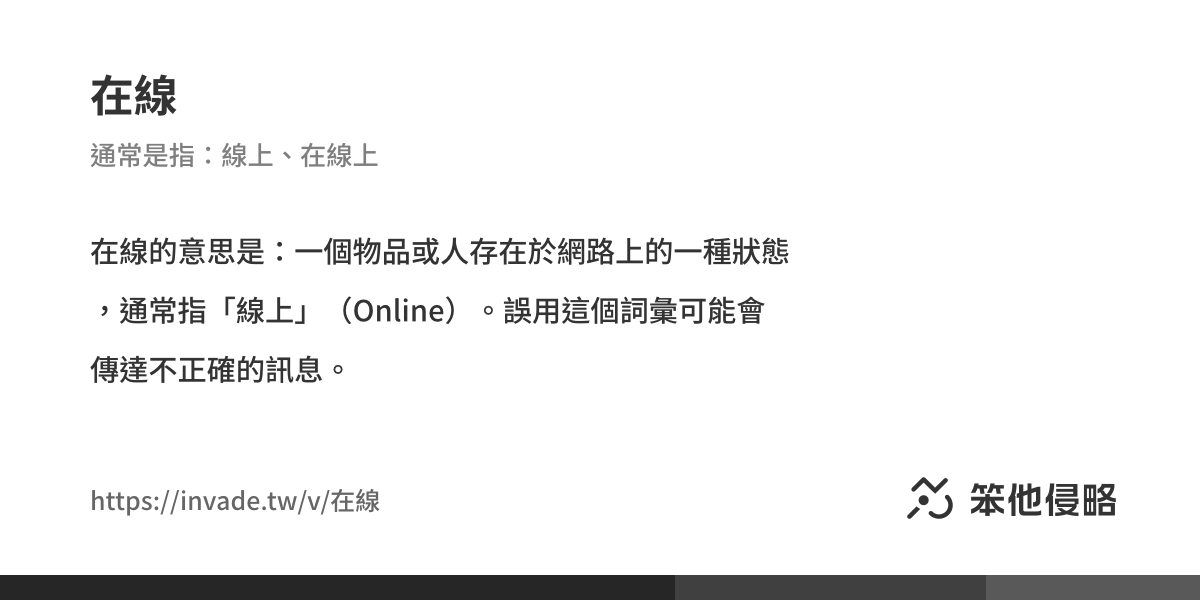 在線
通常是指：線上、在線上
在線的意思是：一個物品或人存在於網路上的一種狀態
，通常指「線上」（Online）。誤用這個詞彙可能會
傳達不正確的訊息。
https://invade.tw/v/在線
笨他侵略